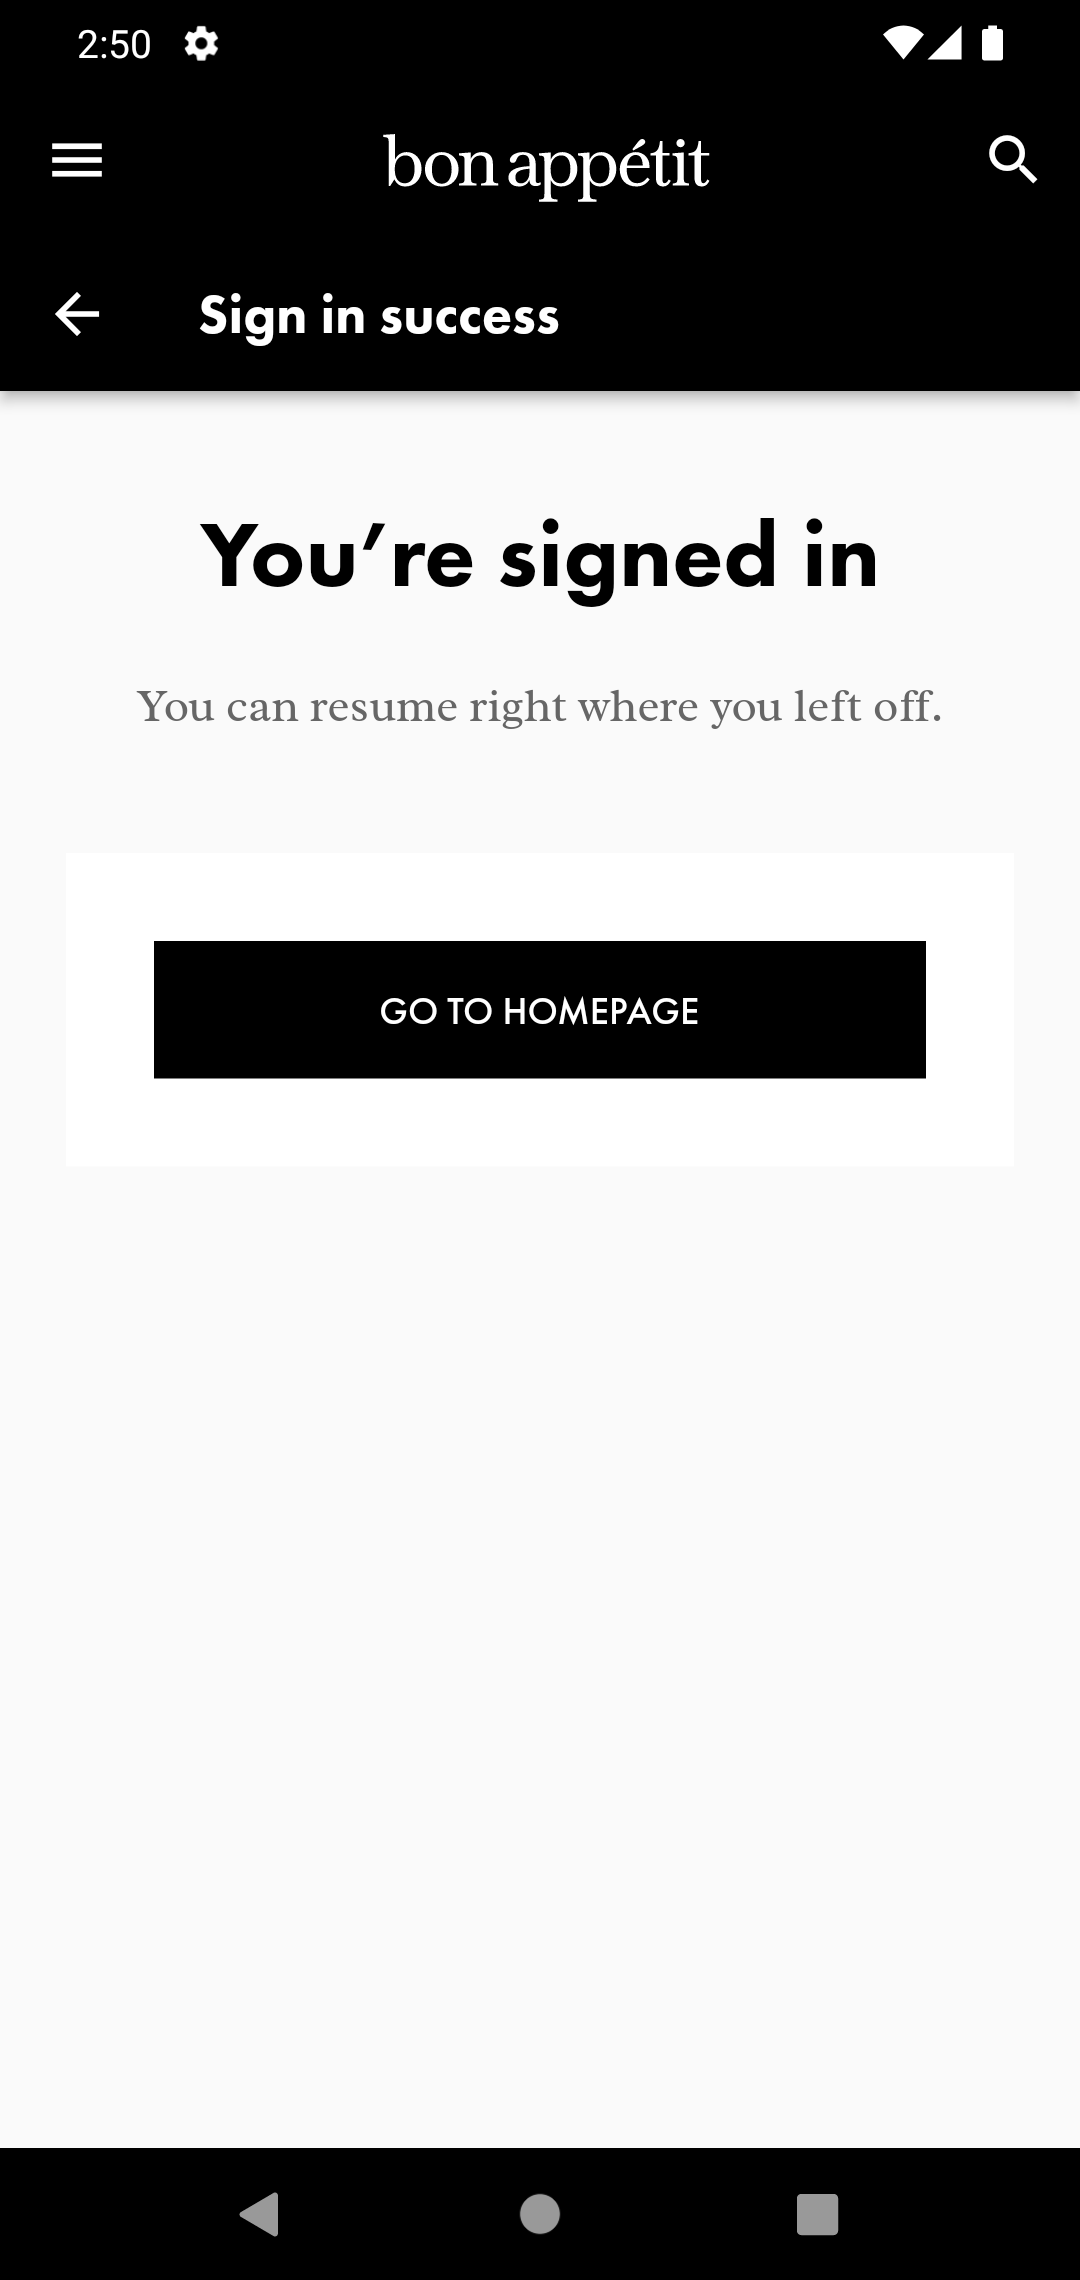 2:50
bon appétit
Sign in success
You’re signed in
You can resume right where you left off.
GO TO HOMEPAGE